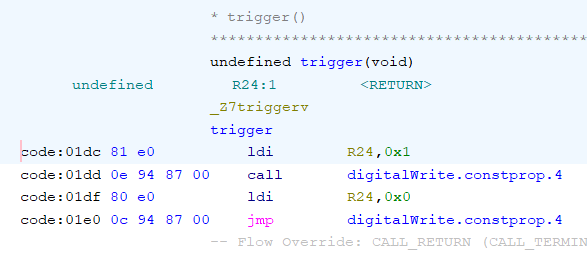 * trigger()
*******************************************
undefined trigger(void)
undefined R24:1 <RETURN>
_Z7triggerv
trigger
code:01dc 81 e0 ldi R24,0x1
code:01dd 0e 94 87 00 call digitalWrite.constprop.4
code:01df 80 e0 ldi R24,0x0
code:01e0 0c 94 87 00 jmp digitalWrite.constprop.4
-- Flow Override: CALL_RETURN (CALL_TERMIN